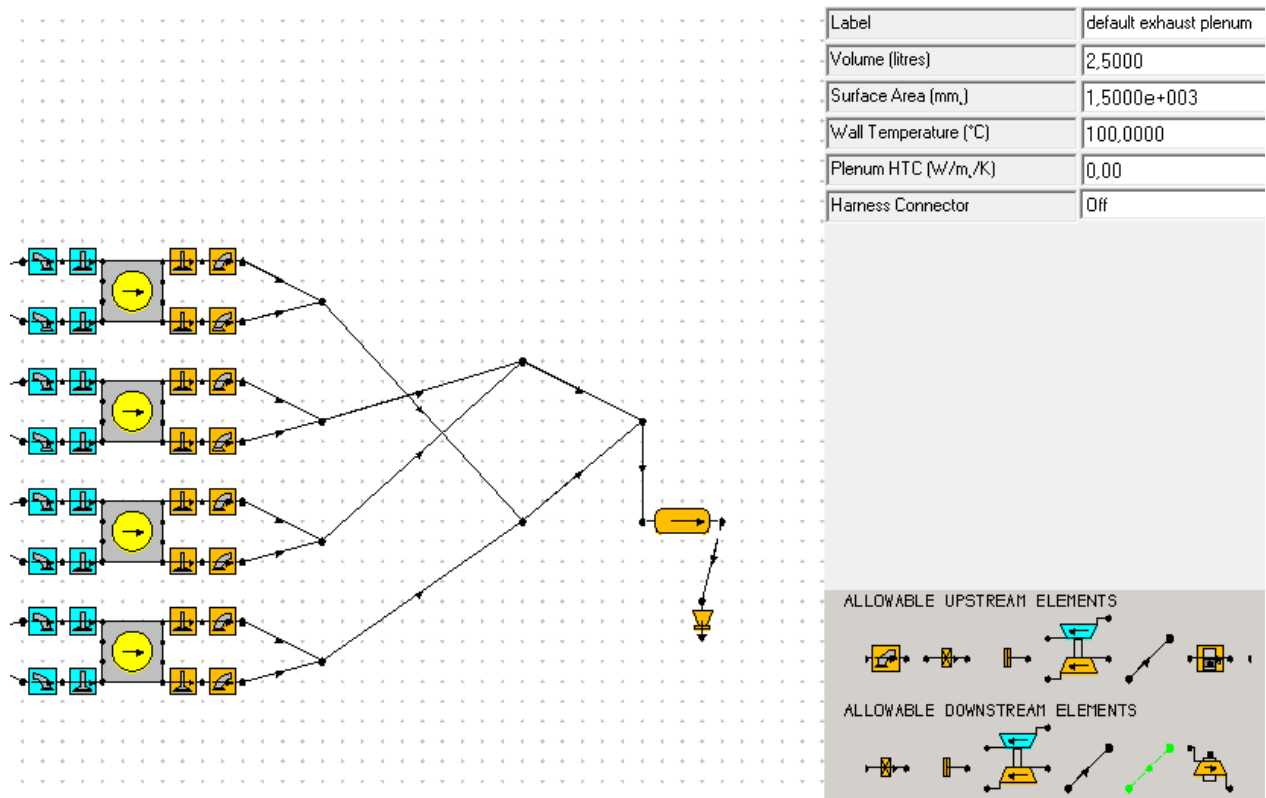 Label default exhaust plenum
Volume (litres) 2,5000
Surface Area (mm˛) 1,5000e+003
Wall Temperature (°C) 100,0000
Plenum HTC (W/m˛/K) 0,00
Harness Connector Off
ALLOWABLE UPSTREAM ELEMENTS
ALLOWABLE DOWNSTREAM ELEMENTS